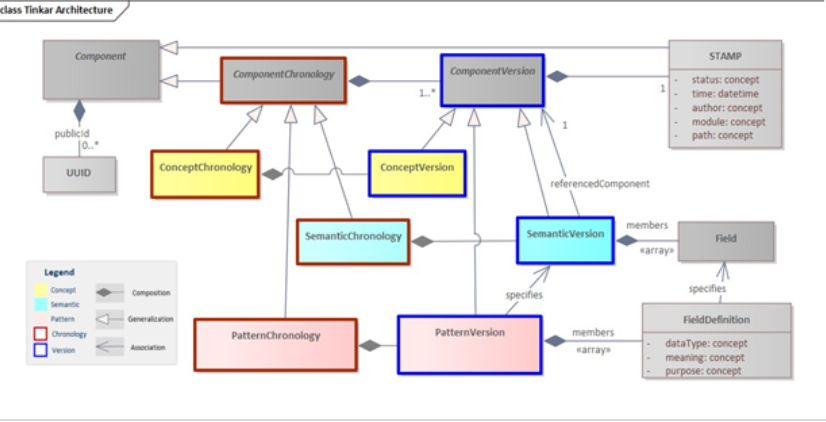 class Tinkar Architecture
Component
ComponentChronology
ComponentVersion
STAMP
- status: concept
- time: datetime
- author: concept
- module: concept
- path: concept
1..*
1
publicId
0..*
UUID
ConceptChronology
ConceptVersion
1
referencedComponent
SemanticChronology
SemanticVersion
members
«array»
Field
specifies
specifies
Legend
Concept
Semantic
Pattern
Chronology
Version
Composition
Generalization
Association
PatternChronology
PatternVersion
members
«array»
FieldDefinition
- dataType: concept
- meaning: concept
- purpose: concept